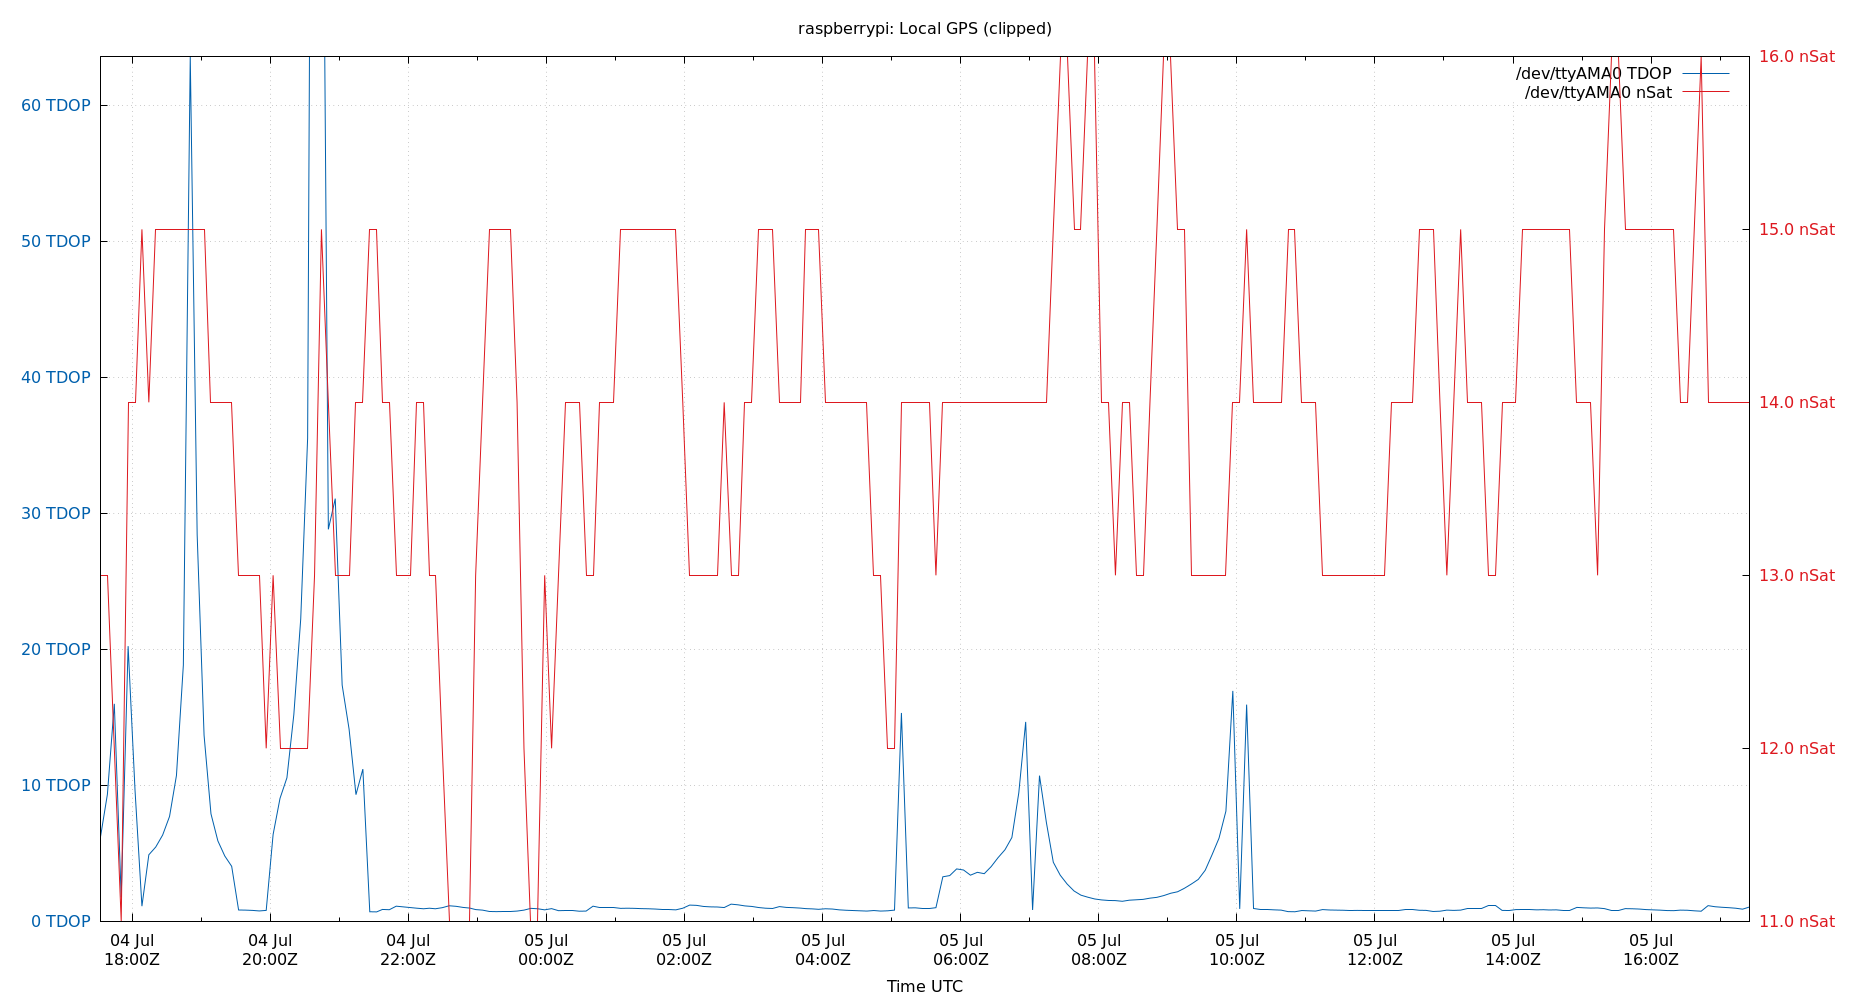 raspberrypi: Local GPS (clipped)
/dev/ttyAMA0 TDOP
/dev/ttyAMA0 nSat
60 TDOP
50 TDOP
40 TDOP
30 TDOP
20 TDOP
10 TDOP
0 TDOP
16.0 nSat
15.0 nSat
14.0 nSat
13.0 nSat
12.0 nSat
11.0 nSat
04 Jul 04 Jul 04 Jul 05 Jul 05 Jul 05 Jul 05 Jul 05 Jul 05 Jul 05 Jul 05 Jul 05 Jul
18:00Z 20:00Z 22:00Z 00:00Z 02:00Z 04:00Z 06:00Z 08:00Z 10:00Z 12:00Z 14:00Z 16:00Z
Time UTC